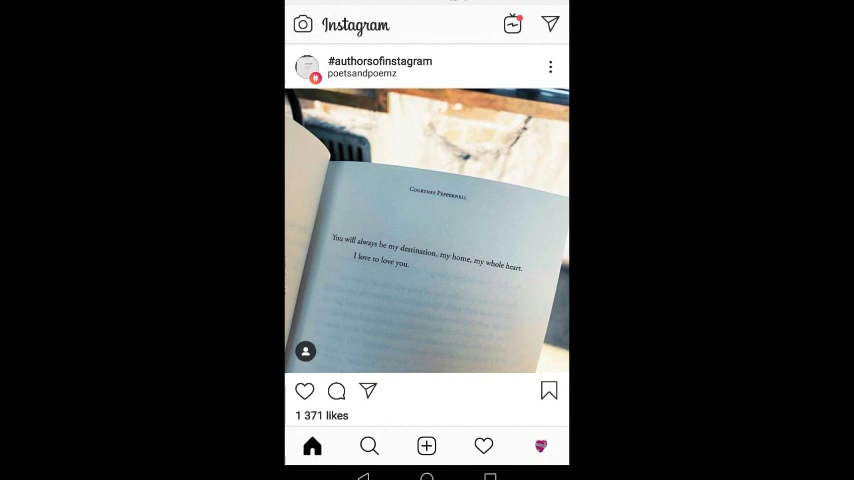 Instagram
#authorsofinstagram
poetsandpoemz
Courtney Peppernell
You will always be my destination, my home, my whole heart.
I love to love you.
1 371 likes